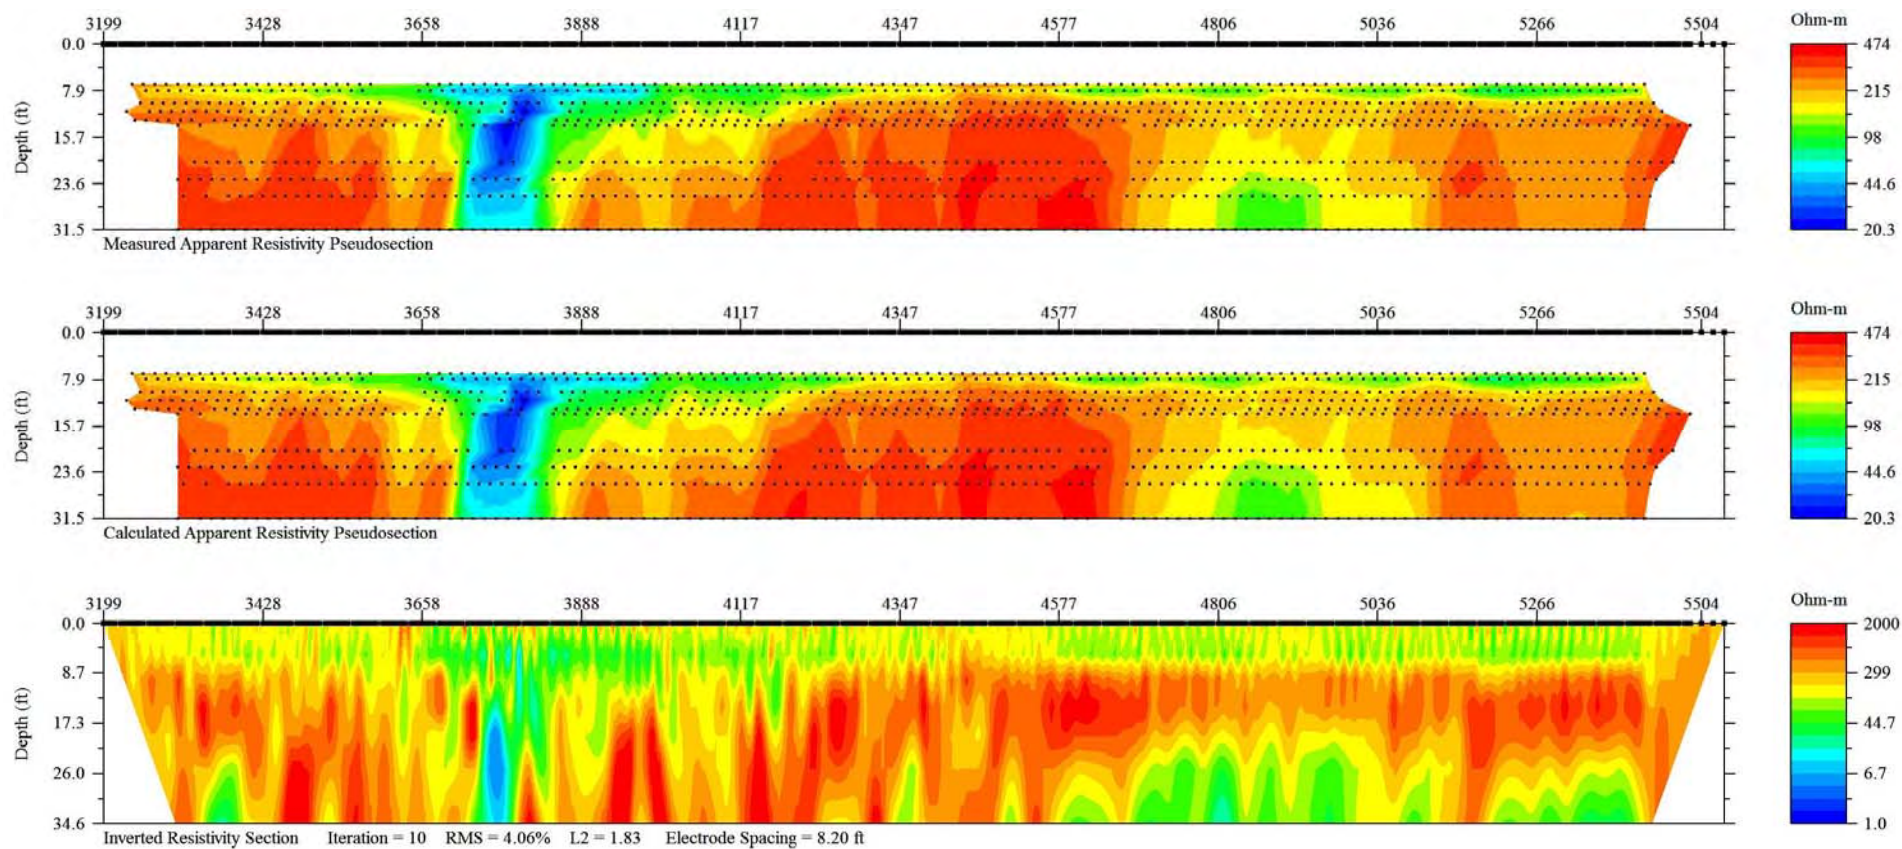 3199 3428 3658 3888 4117 4347 4577 4806 5036 5266 5504 Ohm-m
0.0 474
7.9 215
15.7 98
23.6 44.6
31.5 20.3
Depth (ft)
Measured Apparent Resistivity Pseudosection
3199 3428 3658 3888 4117 4347 4577 4806 5036 5266 5504 Ohm-m
0.0 474
7.9 215
15.7 98
23.6 44.6
31.5 20.3
Depth (ft)
Calculated Apparent Resistivity Pseudosection
3199 3428 3658 3888 4117 4347 4577 4806 5036 5266 5504 Ohm-m
0.0 2000
8.7 299
17.3 44.7
26.0 6.7
34.6 1.0
Depth (ft)
Inverted Resistivity Section Iteration = 10 RMS = 4.06% L2 = 1.83 Electrode Spacing = 8.20 ft